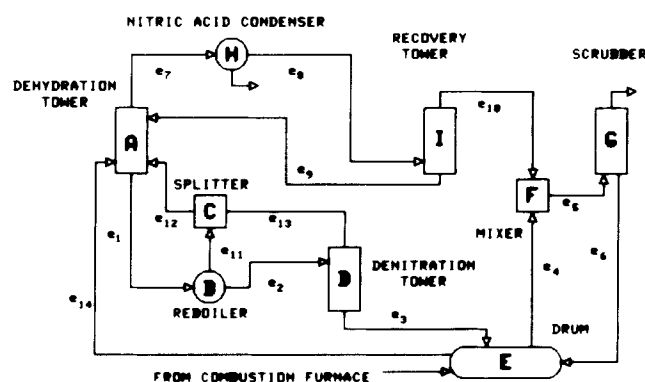 NITRIC ACID CONDENSER
RECOVERY
TOWER
SCRUBBER
H
e7
e8
e10
DEHYDRATION
TOWER
A
I
G
e9
SPLITTER
C
F
e5
e12
e13
MIXER
e1
e11
e6
B
e2
D
DENITRATION
TOWER
e4
e14
REBOILER
e3
DRUM
E
FROM COMBUSTION FURNACE